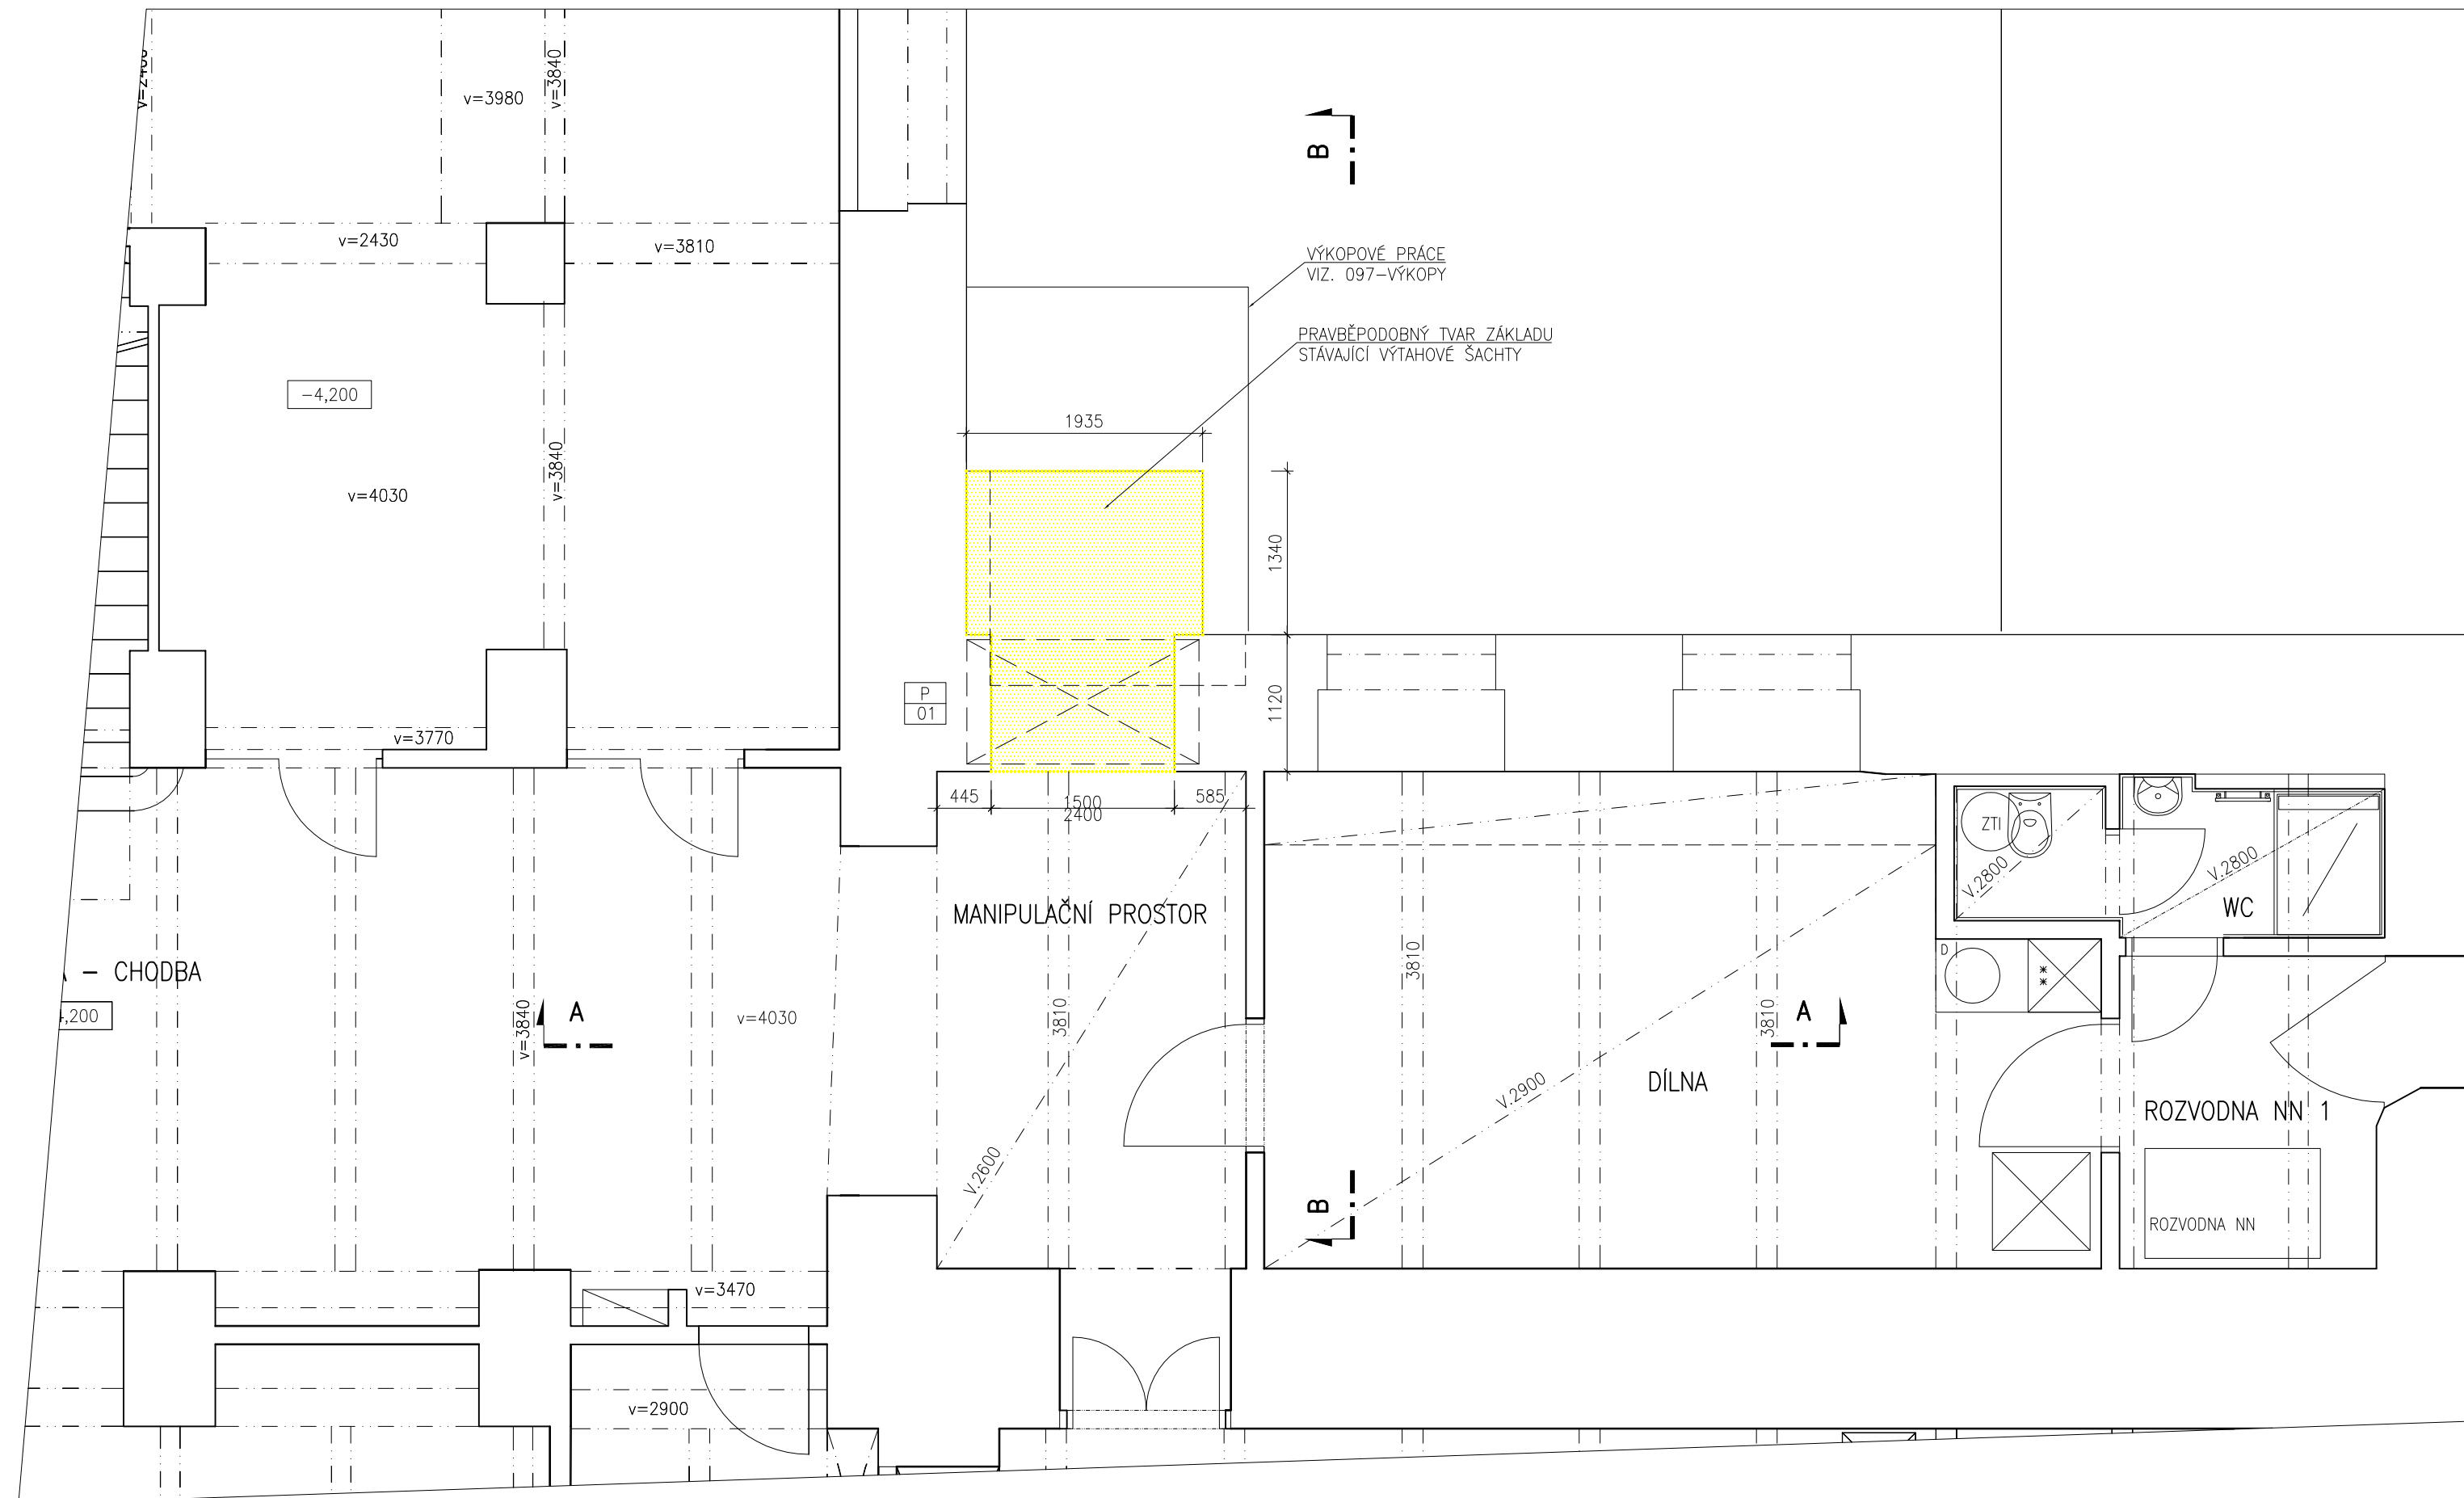 v=3980
v=3840
v=2430
v=3810
B
VÝKOPOVÉ PRÁCE
VIZ. 097-VÝKOPY
PRAVBĚPODOBNÝ TVAR ZÁKLADU
STÁVAJÍCÍ VÝTAHOVÉ ŠACHTY
-4,200
1935
v=3840
v=4030
1340
P
01
1120
v=3770
445
1500
585
2400
ZTI
V.2800
V.2800
WC
MANIPULAČNÍ PROSTOR
- CHODBA
D
3810
,200
A
v=3840
v=4030
3810
3810
A
V.2900
DÍLNA
ROZVODNA NN 1
V.2600
B
ROZVODNA NN
v=3470
v=2900